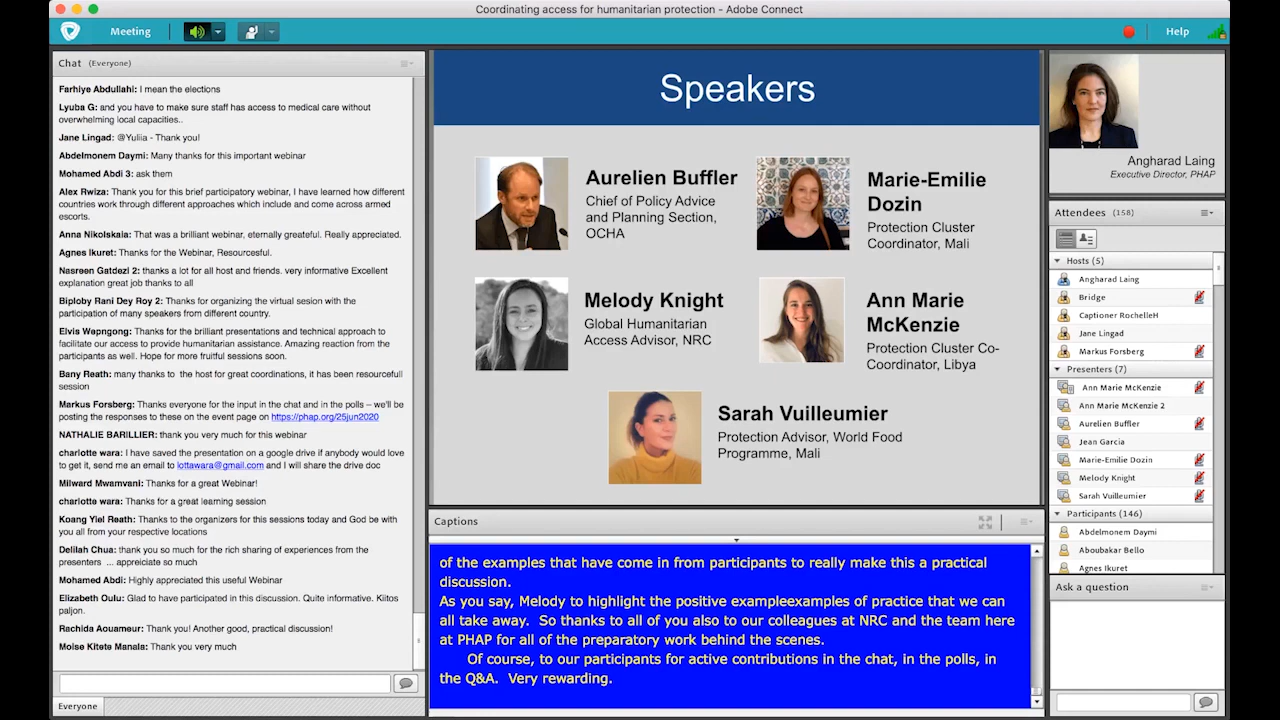 Coordinating access for humanitarian protection - Adobe Connect
Meeting
Help
Chat (Everyone)
Farhiye Abdullahi: I mean the elections
Lyuba G: and you have to make sure staff has access to medical care without
overwhelming local capacities..
Jane Lingad: @Yuliia - Thank you!
Abdelmonem Daymi: Many thanks for this important webinar
Mohamed Abdi 3: ask them
Alex Rwiza: Thank you for this brief participatory webinar, I have learned how different
countries work through different approaches which include and come across armed
escorts.
Anna Nikolskaia: That was a brilliant webinar, eternally grateful. Really appreciated.
Agnes Ikuret: Thanks for the Webinar, Resourcesful.
Nasreen Gatdezi 2: thanks a lot for all host and friends. very informative Excellent
explanation great job thanks to all
Biploby Rani Dey Roy 2: Thanks for organizing the virtual sesion with the
participation of many speakers from different country.
Elvis Wepngong: Thanks for the brilliant presentations and technical approach to
facilitate our access to provide humanitarian assistance. Amazing reaction from the
participants as well. Hope for more fruitful sessions soon.
Bany Reath: many thanks to the host for great coordinations, it has been resourcefull
session
Markus Forsberg: Thanks everyone for the input in the chat and in the polls – we'll be
posting the responses to these on the event page on https://phap.org/25jun2020
NATHALIE BARILLIER: thank you very much for this webinar
charlotte wara: I have saved the presentation on a google drive if anybody would love
to get it, send me an email to lottawara@gmail.com and I will share the drive doc
Milward Mwamvani: Thanks for a great Webinar!
charlotte wara: Thanks for a great learning session
Koang Yiel Reath: Thanks to the organizers for this sessions today and God be with
you all from your respective locations
Delilah Chua: thank you so much for the rich sharing of experiences from the
presenters ... appreiciate so much
Mohamed Abdi: Highly appreciated this useful Webinar
Elizabeth Oulu: Glad to have participated in this discussion. Quite informative. Kiitos
paljon.
Rachida Aouameur: Thank you! Another good, practical discussion!
Moise Kitete Manala: Thank you very much
Everyone
Speakers
Aurelien Buffler
Chief of Policy Advice
and Planning Section,
OCHA
Marie-Emilie
Dozin
Protection Cluster
Coordinator, Mali
Melody Knight
Global Humanitarian
Access Advisor, NRC
Ann Marie
McKenzie
Protection Cluster Co-
Coordinator, Libya
Sarah Vuilleumier
Protection Advisor, World Food
Programme, Mali
Captions
of the examples that have come in from participants to really make this a practical
discussion.
As you say, Melody to highlight the positive exampleexamples of practice that we can
all take away. So thanks to all of you also to our colleagues at NRC and the team here
at PHAP for all of the preparatory work behind the scenes.
Of course, to our participants for active contributions in the chat, in the polls, in
the Q&A. Very rewarding.
Angharad Laing
Executive Director, PHAP
Attendees (158)
Hosts (5)
Angharad Laing
Bridge
Captioner RochelleH
Jane Lingad
Markus Forsberg
Presenters (7)
Ann Marie McKenzie
Ann Marie McKenzie 2
Aurelien Buffler
Jean Garcia
Marie-Emilie Dozin
Melody Knight
Sarah Vuilleumier
Participants (146)
Abdelmonem Daymi
Aboubakar Bello
Agnes Ikuret
Ask a question